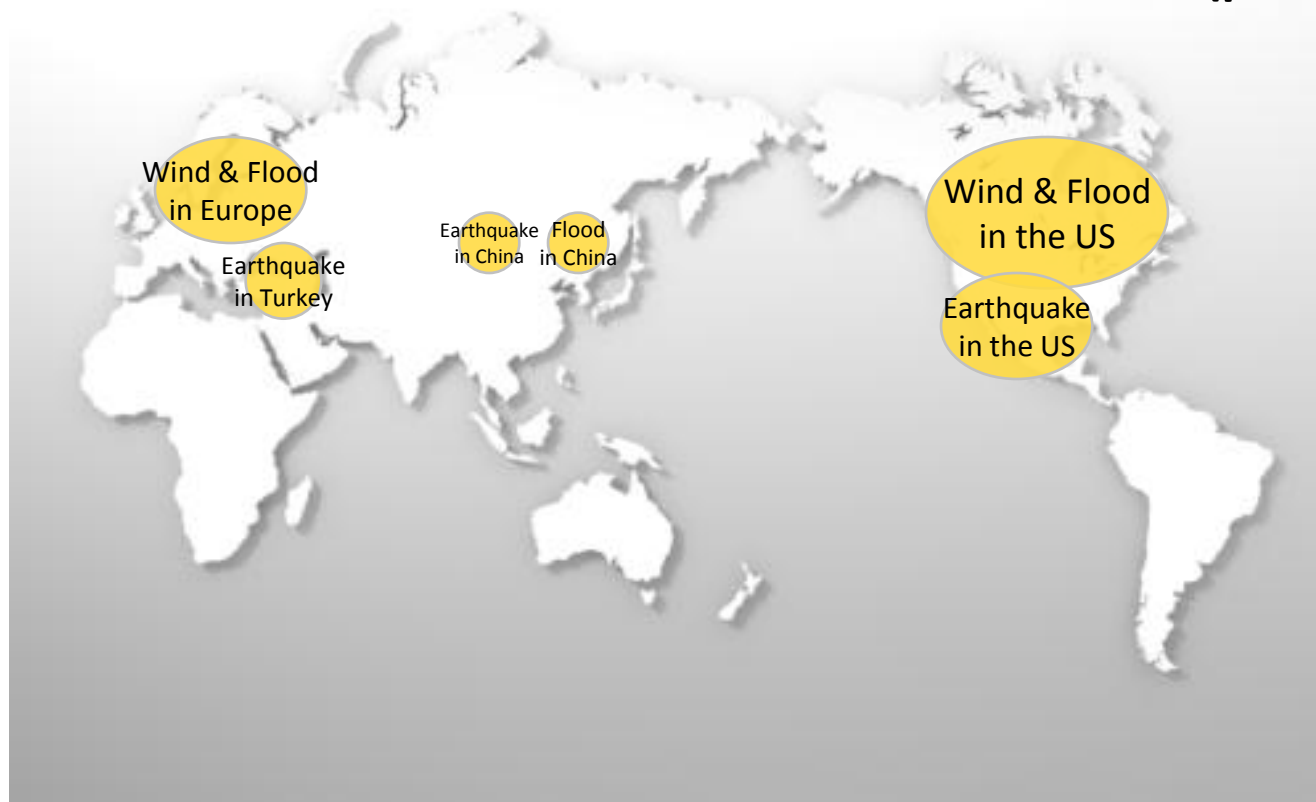 Wind & Flood
in Europe
Earthquake
in Turkey
Earthquake
in China
Flood
in China
Wind & Flood
in the US
Earthquake
in the US